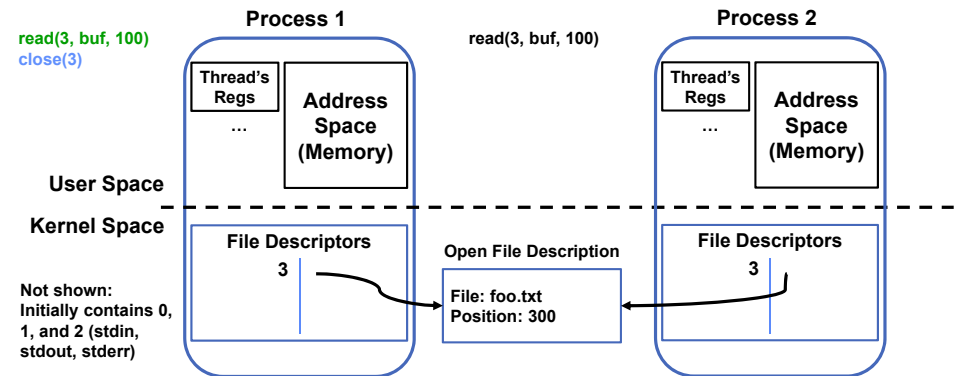 Process 1
Process 2
read(3, buf, 100)
close(3)
read(3, buf, 100)
Thread's
Regs
...
Address
Space
(Memory)
Thread's
Regs
...
Address
Space
(Memory)
User Space
Kernel Space
File Descriptors
3
Open File Description
File: foo.txt
Position: 300
File Descriptors
3
Not shown:
Initially contains 0,
1, and 2 (stdin,
stdout, stderr)